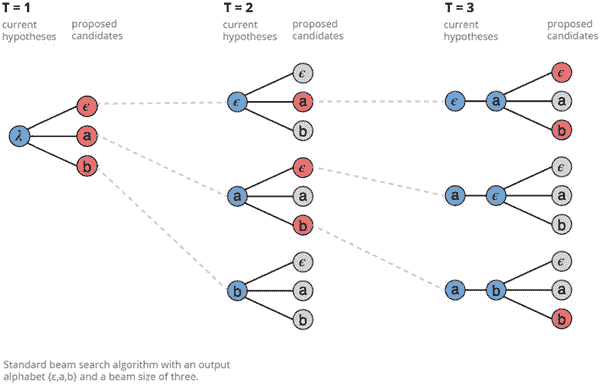 T = 1
T = 2
T = 3
current hypotheses
proposed candidates
current hypotheses
proposed candidates
current hypotheses
proposed candidates
λ
ϵ
a
b
ϵ
ϵ
a
b
a
ϵ
a
b
b
ϵ
a
b
ϵ a
ϵ
a
b
a ϵ
ϵ
a
b
a b
ϵ
a
b
Standard beam search algorithm with an output
alphabet {ϵ,a,b} and a beam size of three.